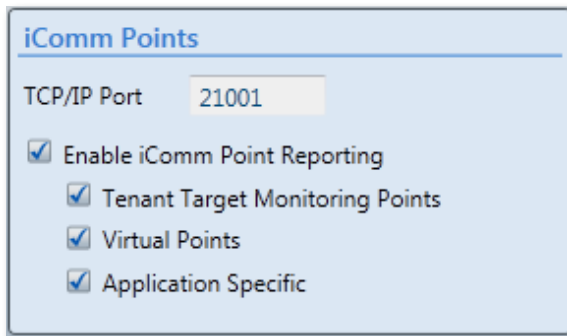 iComm Points
TCP/IP Port 21001
Enable iComm Point Reporting
Tenant Target Monitoring Points
Virtual Points
Application Specific